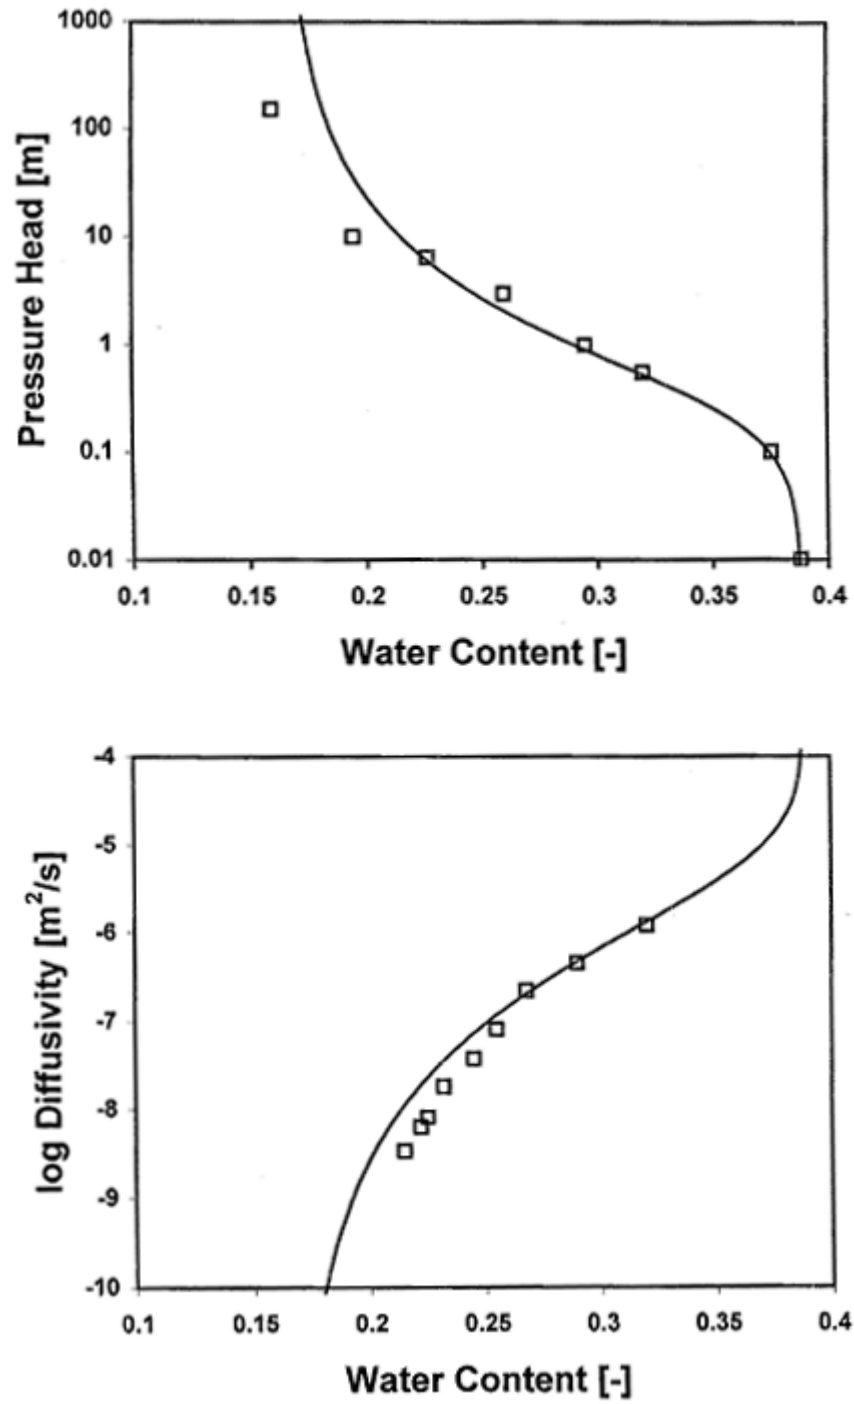 Pressure Head [m]
1000
100
10
1
0.1
0.01
0.1 0.15 0.2 0.25 0.3 0.35 0.4
Water Content [-]
log Diffusivity [m²/s]
-4
-5
-6
-7
-8
-9
-10
0.1 0.15 0.2 0.25 0.3 0.35 0.4
Water Content [-]